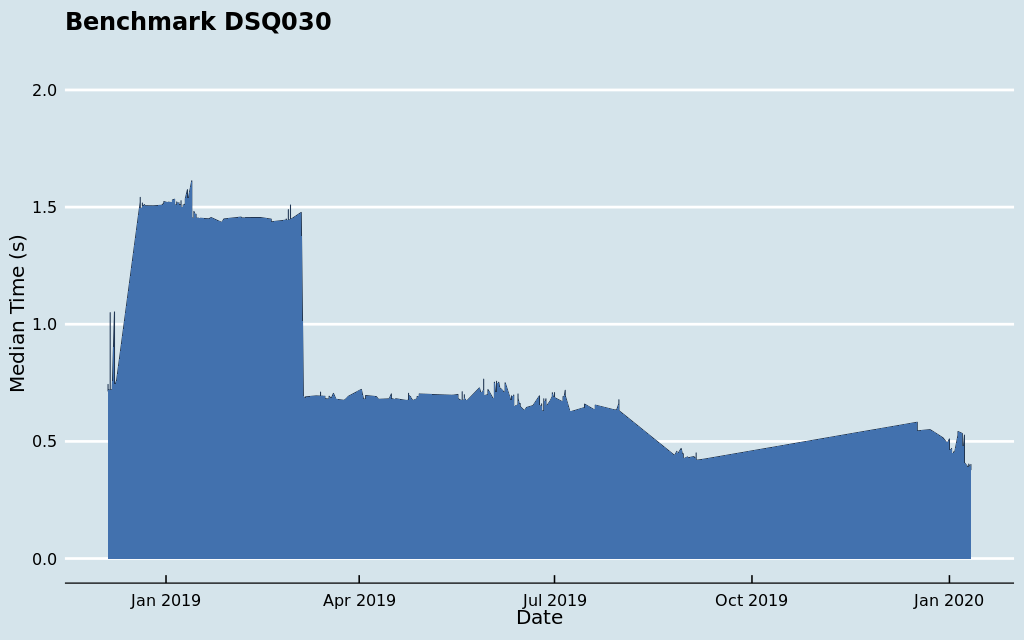 Benchmark DSQ030
Median Time (s)
2.0
1.5
1.0
0.5
0.0
Jan 2019
Apr 2019
Jul 2019
Oct 2019
Jan 2020
Date